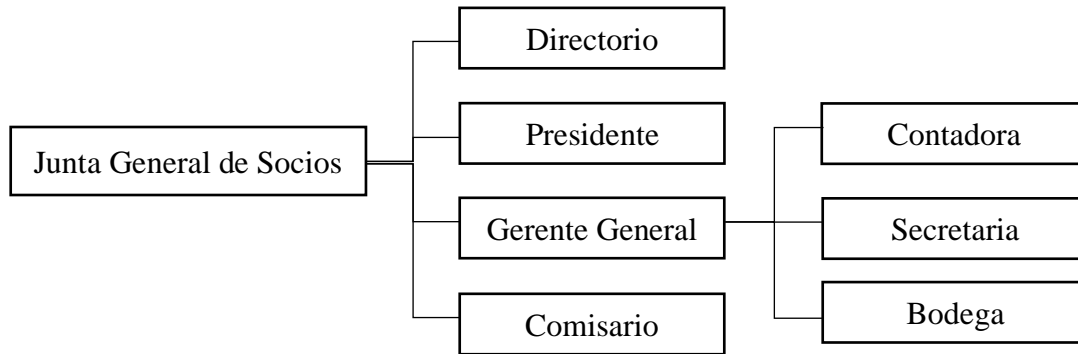 Directorio
Presidente
Junta General de Socios
Contadora
Gerente General
Secretaria
Comisario
Bodega